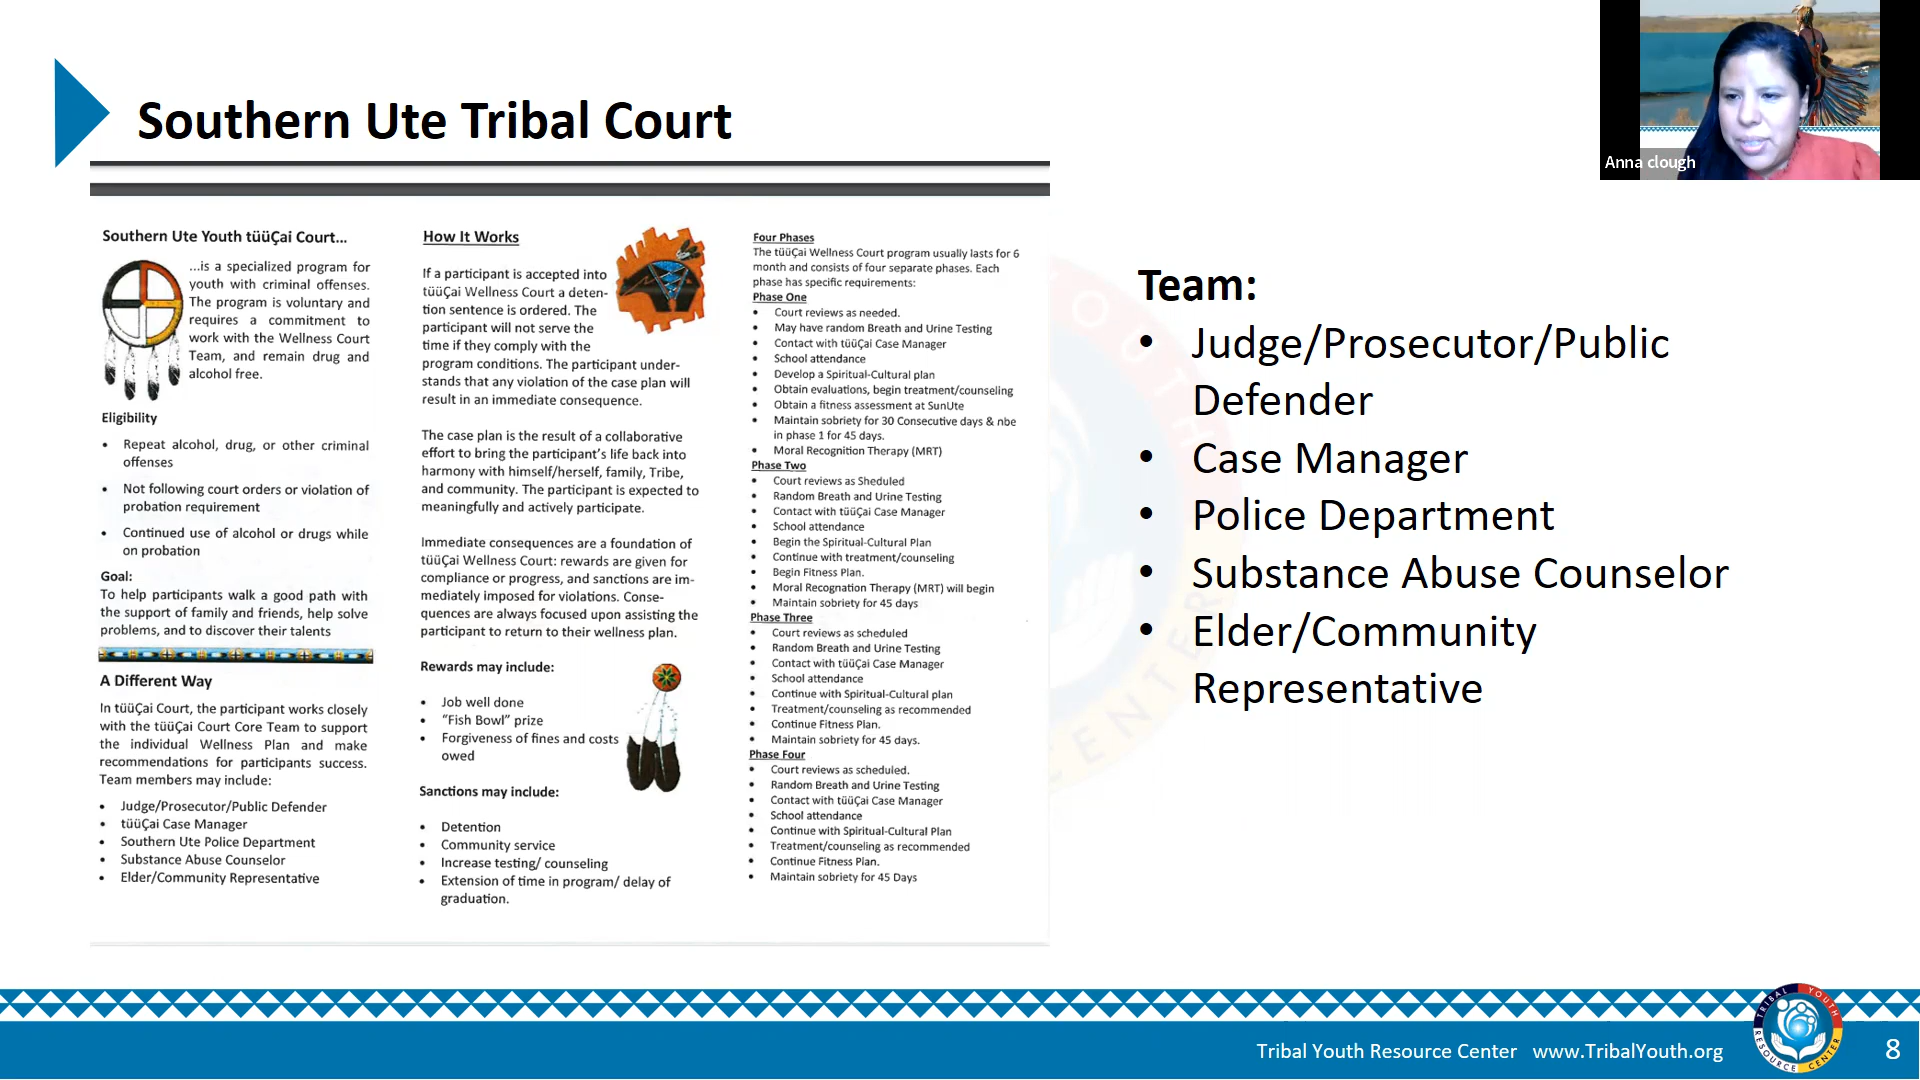 Southern Ute Tribal Court
Anna clough
Southern Ute Youth tüüÇai Court...
...is a specialized program for
youth with criminal offenses.
The program is voluntary and
requires a commitment to
work with the Wellness Court
Team, and remain drug and
alcohol free.
Eligibility
• Repeat alcohol, drug, or other criminal
offenses
• Not following court orders or violation of
probation requirement
• Continued use of alcohol or drugs while
on probation
Goal:
To help participants walk a good path with
the support of family and friends, help solve
problems, and to discover their talents
A Different Way
In tüüÇai Court, the participant works closely
with the tüüÇai Court Core Team to support
the individual Wellness Plan and make
recommendations for participants success.
Team members may include:
• Judge/Prosecutor/Public Defender
• tüüÇai Case Manager
• Southern Ute Police Department
• Substance Abuse Counselor
• Elder/Community Representative
How It Works
If a participant is accepted into
tüüÇai Wellness Court a deten-
tion sentence is ordered. The
participant will not serve the
time if they comply with the
program conditions. The participant under-
stands that any violation of the case plan will
result in an immediate consequence.
The case plan is the result of a collaborative
effort to bring the participant's life back into
harmony with himself/herself, family, Tribe,
and community. The participant is expected to
meaningfully and actively participate.
Immediate consequences are a foundation of
tüüÇai Wellness Court: rewards are given for
compliance or progress, and sanctions are im-
mediately imposed for violations. Conse-
quences are always focused upon assisting the
participant to return to their wellness plan.
Rewards may include:
• Job well done
• "Fish Bowl" prize
• Forgiveness of fines and costs
owed
Sanctions may include:
• Detention
• Community service
• Increase testing/ counseling
• Extension of time in program/ delay of
graduation.
Four Phases
The tüüÇai Wellness Court program usually lasts for 6
month and consists of four separate phases. Each
phase has specific requirements:
Phase One
• Court reviews as needed.
• May have random Breath and Urine Testing
• Contact with tüüÇai Case Manager
• School attendance
• Develop a Spiritual-Cultural plan
• Obtain evaluations, begin treatment/counseling
• Obtain a fitness assessment at SunUte
• Maintain sobriety for 30 Consecutive days & nbe
in phase 1 for 45 days.
• Moral Recognition Therapy (MRT)
Phase Two
• Court reviews as Sheduled
• Random Breath and Urine Testing
• Contact with tüüÇai Case Manager
• School attendance
• Begin the Spiritual-Cultural Plan
• Continue with treatment/counseling
• Begin Fitness Plan.
• Moral Recognation Therapy (MRT) will begin
• Maintain sobriety for 45 days
Phase Three
• Court reviews as scheduled
• Random Breath and Urine Testing
• Contact with tüüÇai Case Manager
• School attendance
• Continue with Spiritual-Cultural plan
• Treatment/counseling as recommended
• Continue Fitness Plan.
• Maintain sobriety for 45 days.
Phase Four
• Court reviews as scheduled.
• Random Breath and Urine Testing
• Contact with tüüÇai Case Manager
• School attendance
• Continue with Spiritual-Cultural Plan
• Treatment/counseling as recommended
• Continue Fitness Plan.
• Maintain sobriety for 45 Days
Team:
• Judge/Prosecutor/Public
Defender
• Case Manager
• Police Department
• Substance Abuse Counselor
• Elder/Community
Representative
Tribal Youth Resource Center www.TribalYouth.org
TRIBAL YOUTH RESOURCE CENTER
8